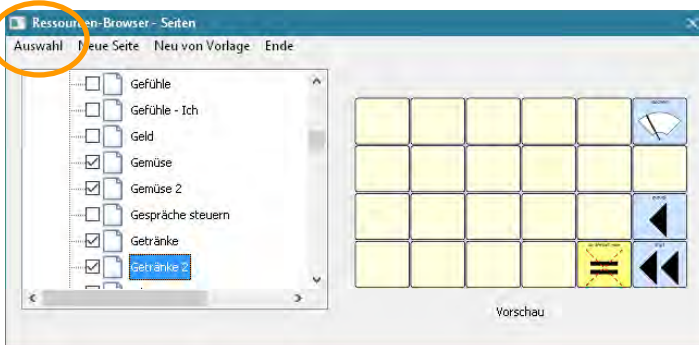 Ressourcen-Browser - Seiten
Auswahl Neue Seite Neu von Vorlage Ende
Gefühle
Gefühle - Ich
Geld
Gemüse
Gemüse 2
Gespräche steuern
Getränke
Getränke 2
Vorschau